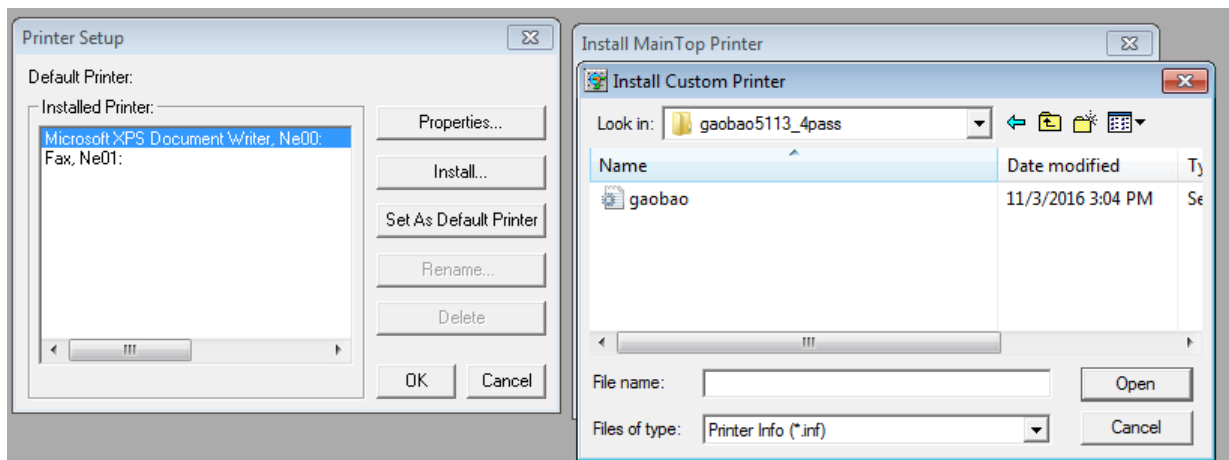 Printer Setup
Default Printer:
Installed Printer:
Microsoft XPS Document Writer, Ne00:
Fax, Ne01:
Properties...
Install...
Set As Default Printer
Rename...
Delete
OK
Cancel
Install MainTop Printer
Install Custom Printer
Look in:
gaobao5113_4pass
Name
Date modified
Ty
gaobao
11/3/2016 3:04 PM
Se
File name:
Open
Files of type:
Printer Info (*.inf)
Cancel